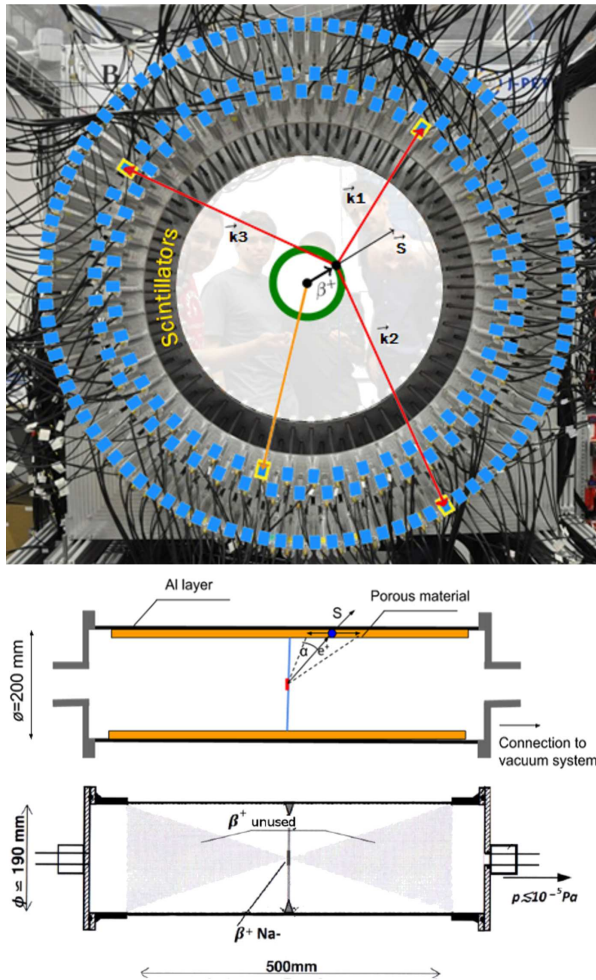 B
J-PET
k1
S
k3
β+
k2
Scintillators
Al layer
Porous material
S
α
e+
ø=200 mm
Connection to
vacuum system
β+ unused
ϕ ≈ 190 mm
p≲10⁻⁵Pa
β+ Na-
500mm